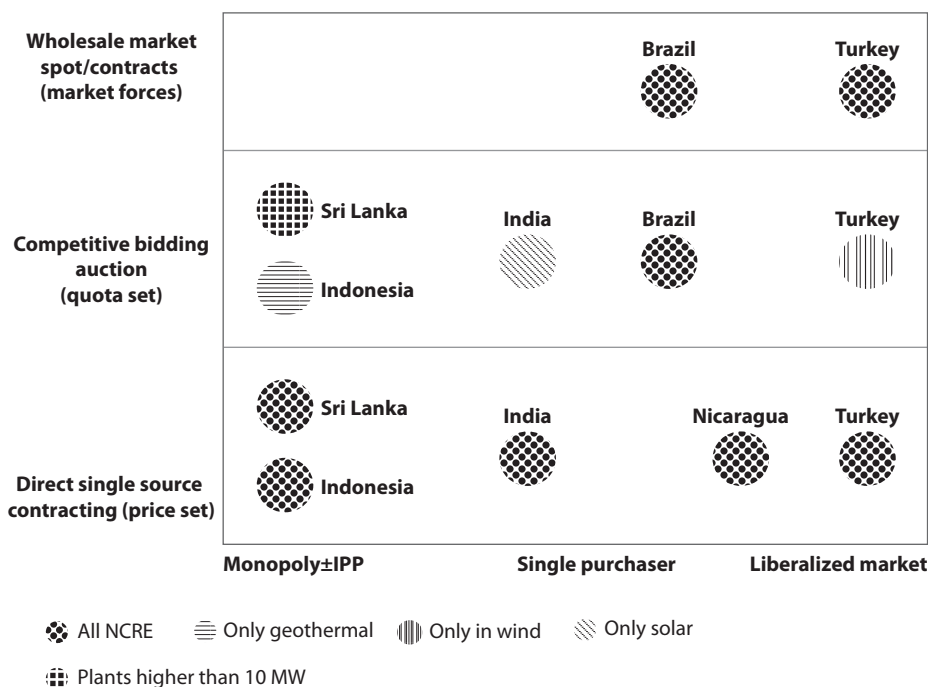 Wholesale market
spot/contracts
(market forces)
Brazil
Turkey
Competitive bidding
auction
(quota set)
Sri Lanka
Indonesia
India
Brazil
Turkey
Direct single source
contracting (price set)
Sri Lanka
Indonesia
India
Nicaragua
Turkey
Monopoly±IPP
Single purchaser
Liberalized market
All NCRE
Only geothermal
Only in wind
Only solar
Plants higher than 10 MW